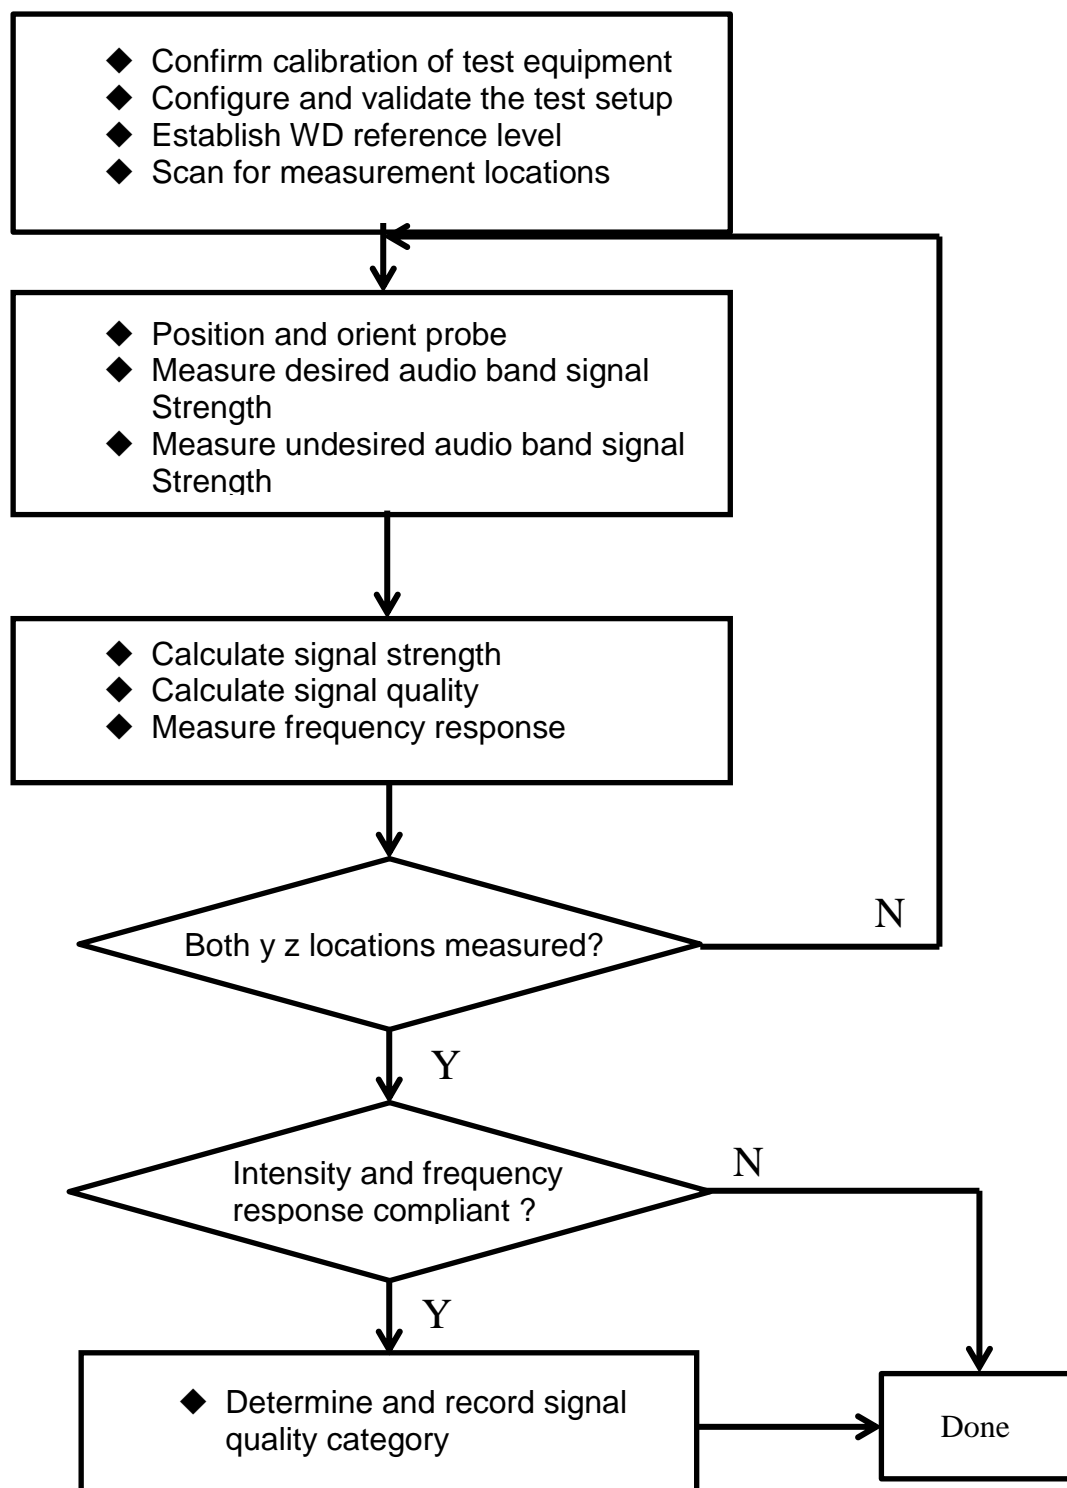 ◆ Confirm calibration of test equipment
◆ Configure and validate the test setup
◆ Establish WD reference level
◆ Scan for measurement locations
◆ Position and orient probe
◆ Measure desired audio band signal
Strength
◆ Measure undesired audio band signal
Strength
◆ Calculate signal strength
◆ Calculate signal quality
◆ Measure frequency response
Both y z locations measured?
N
Y
Intensity and frequency
response compliant ?
N
Y
◆ Determine and record signal
quality category
Done